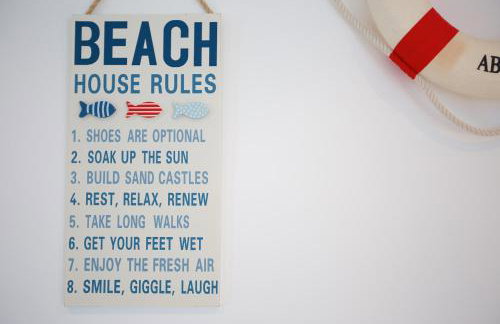 BEACH
HOUSE RULES
1. SHOES ARE OPTIONAL
2. SOAK UP THE SUN
3. BUILD SAND CASTLES
4. REST, RELAX, RENEW
5. TAKE LONG WALKS
6. GET YOUR FEET WET
7. ENJOY THE FRESH AIR
8. SMILE, GIGGLE, LAUGH